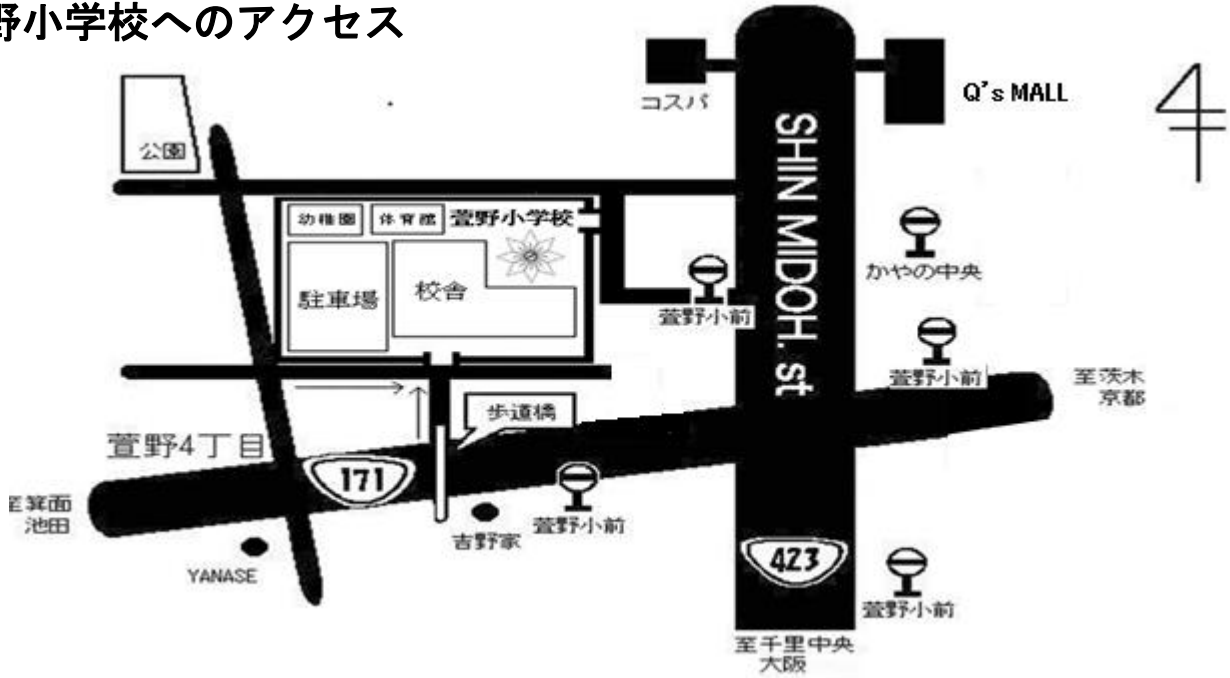 野小学校へのアクセス
コスパ
Q's MALL
公園
SHIN MIDOH. st
幼稚園
体育館
萱野小学校
かやの中央
駐車場
校舎
萱野小前
萱野小前
至茨木
京都
歩道橋
萱野4丁目
171
至箕面
池田
萱野小前
吉野家
YANASE
423
萱野小前
至千里中央
大阪